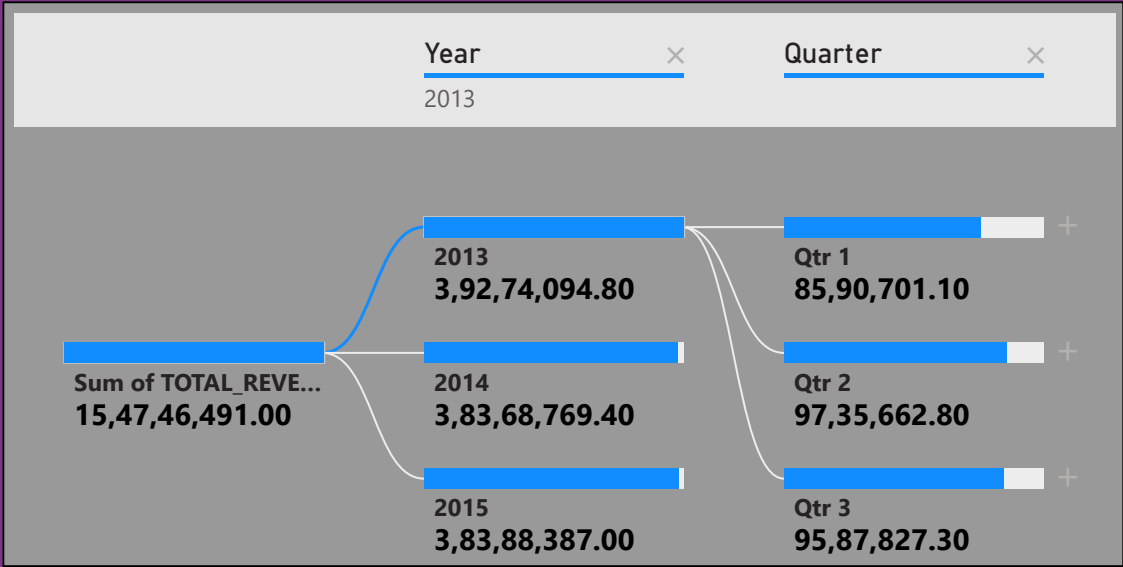 Year × Quarter ×
2013
2013 Qtr 1 +
3,92,74,094.80 85,90,701.10
Sum of TOTAL_REVE... 2014 Qtr 2 +
15,47,46,491.00 3,83,68,769.40 97,35,662.80
2015 Qtr 3 +
3,83,88,387.00 95,87,827.30